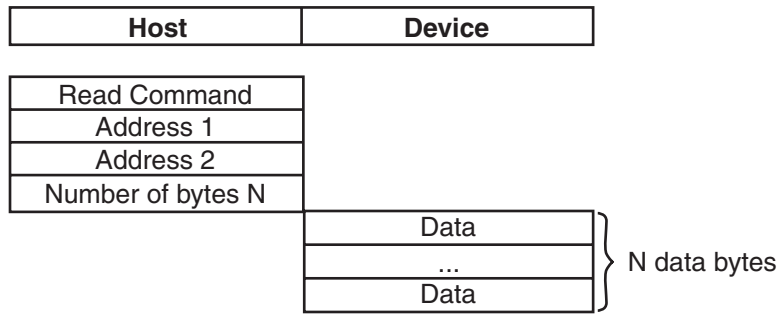 Host Device
Read Command
Address 1
Address 2
Number of bytes N
Data
...
Data
N data bytes